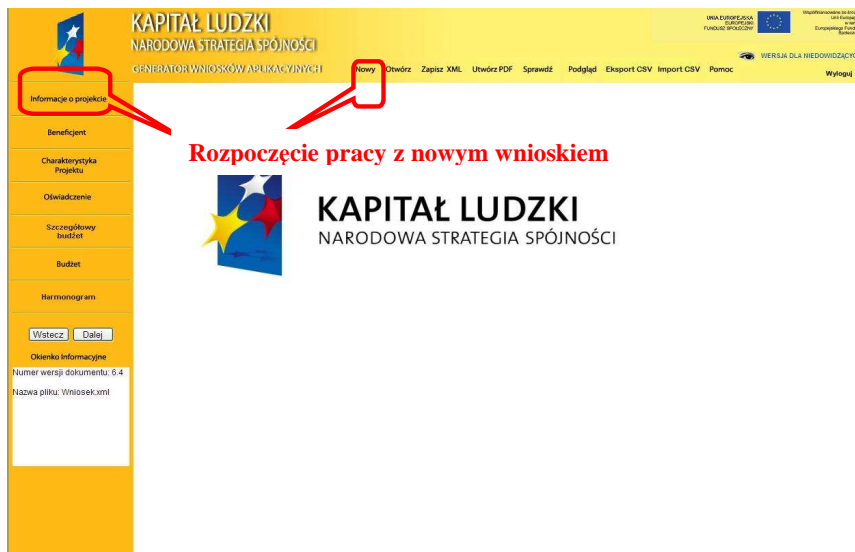 KAPITAŁ LUDZKI
NARODOWA STRATEGIA SPÓJNOŚCI
GENERATOR WNIOSKÓW APLIKACYJNYCH
UNIA EUROPEJSKA
EUROPEJSKI
FUNDUSZ SPOŁECZNY
WERSJA DLA NIEDOWIDZĄCYC
Nowy Otwórz Zapisz XML Utwórz PDF Sprawdź Podgląd Eksport CSV Import CSV Pomoc
Wyloguj
Informacje o projekcie
Beneficjent
Charakterystyka
Projektu
Oświadczenie
Szczegółowy
budżet
Budżet
Harmonogram
Wstecz Dalej
Okienko Informacyjne
Numer wersji dokumentu: 6.4
Nazwa pliku: Wniosek.xml
Rozpoczęcie pracy z nowym wnioskiem
KAPITAŁ LUDZKI
NARODOWA STRATEGIA SPÓJNOŚCI